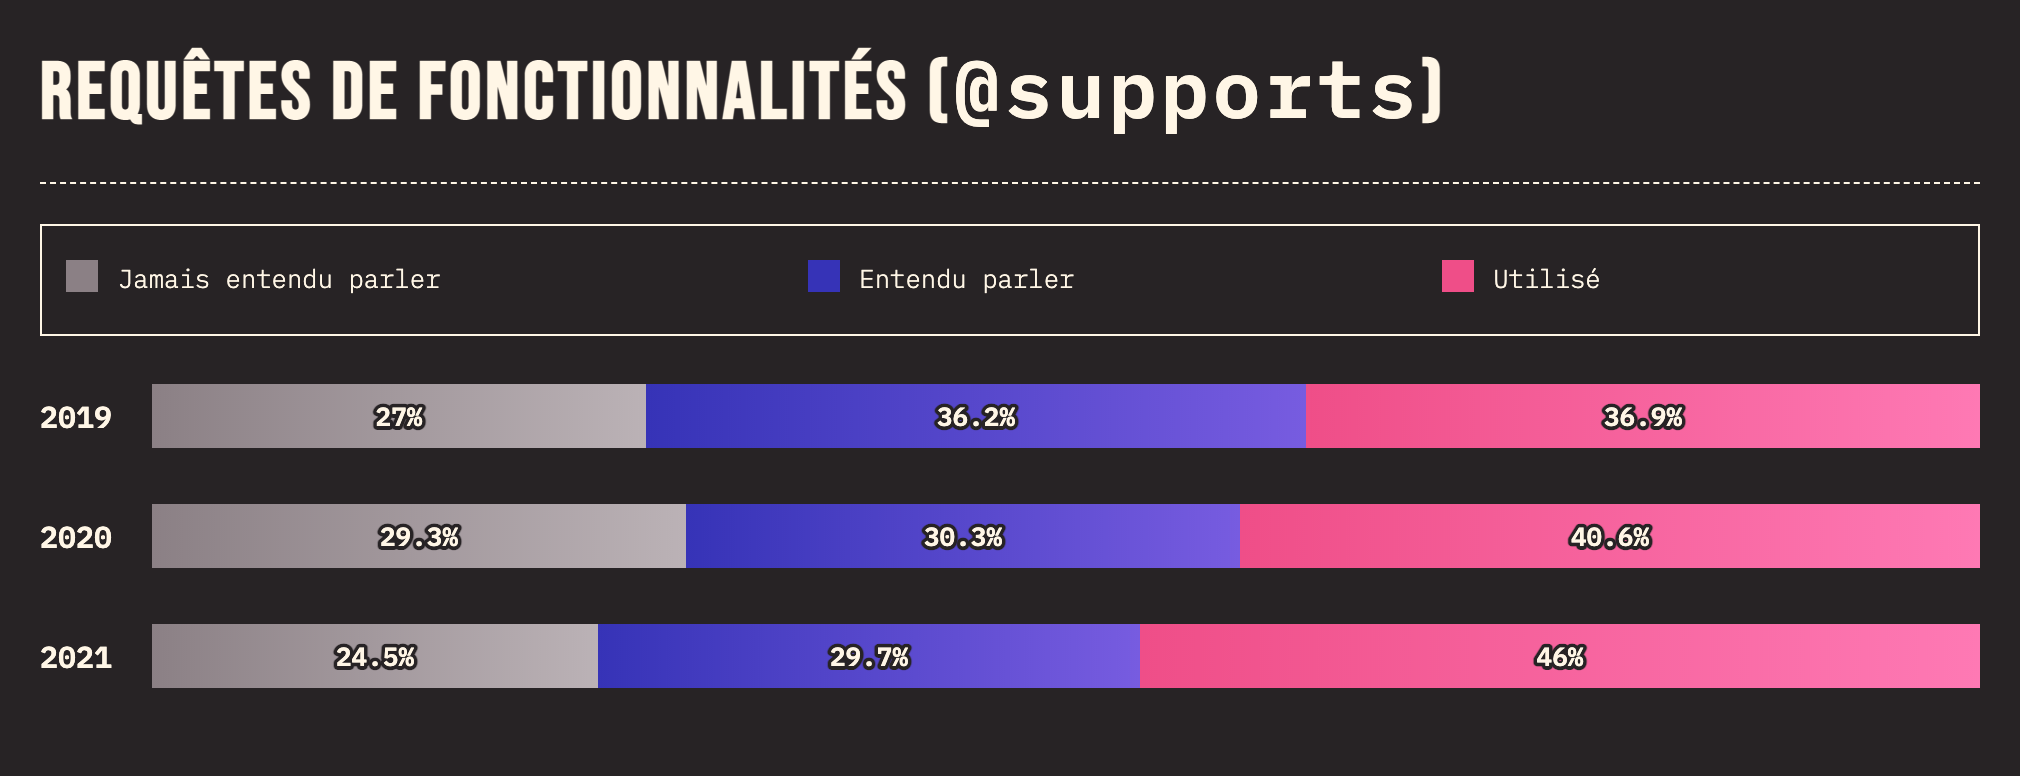 REQUÊTES DE FONCTIONNALITÉS (@supports)
Jamais entendu parler Entendu parler Utilisé
2019 27% 36.2% 36.9%
2020 29.3% 30.3% 40.6%
2021 24.5% 29.7% 46%